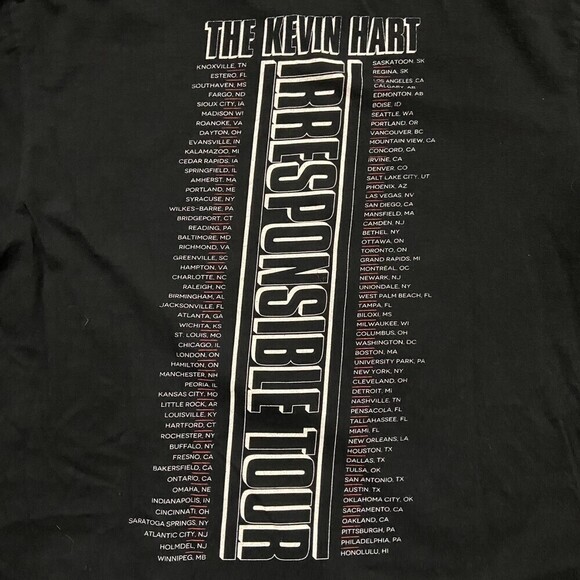 THE KEVIN HART
IRRESPONSIBLE TOUR
KNOXVILLE, TN
ESTERO, FL
SOUTHAVEN, MS
FARGO, ND
SIOUX CITY, IA
MADISON WI
ROANOKE, VA
DAYTON, OH
EVANSVILLE, IN
KALAMAZOO, MI
CEDAR RAPIDS, IA
SPRINGFIELD, IL
AMHERST, MA
PORTLAND, ME
SYRACUSE, NY
WILKES-BARRE, PA
BRIDGEPORT, CT
READING, PA
BALTIMORE, MD
RICHMOND, VA
GREENVILLE, SC
HAMPTON, VA
CHARLOTTE, NC
RALEIGH, NC
BIRMINGHAM, AL
JACKSONVILLE, FL
ATLANTA, GA
WICHITA, KS
ST. LOUIS, MO
CHICAGO, IL
LONDON, ON
HAMILTON, ON
MANCHESTER, NH
PEORIA, IL
KANSAS CITY, MO
LITTLE ROCK, AR
LOUISVILLE, KY
HARTFORD, CT
ROCHESTER, NY
BUFFALO, NY
FRESNO, CA
BAKERSFIELD, CA
ONTARIO, CA
OMAHA, NE
INDIANAPOLIS, IN
CINCINNATI, OH
SARATOGA SPRINGS, NY
ATLANTIC CITY, NJ
HOLMDEL, NJ
WINNIPEG, MB
SASKATOON, SK
REGINA, SK
LOS ANGELES, CA
CALGARY, AB
EDMONTON, AB
BOISE, ID
SEATTLE, WA
PORTLAND, OR
VANCOUVER, BC
MOUNTAIN VIEW, CA
CONCORD, CA
IRVINE, CA
DENVER, CO
SALT LAKE CITY, UT
PHOENIX, AZ
LAS VEGAS, NV
SAN DIEGO, CA
MANSFIELD, MA
CAMDEN, NJ
BETHEL, NY
OTTAWA, ON
TORONTO, ON
GRAND RAPIDS, MI
MONTRÉAL, QC
NEWARK, NJ
UNIONDALE, NY
WEST PALM BEACH, FL
TAMPA, FL
BILOXI, MS
MILWAUKEE, WI
COLUMBUS, OH
WASHINGTON, DC
BOSTON, MA
UNIVERSITY PARK, PA
NEW YORK, NY
CLEVELAND, OH
DETROIT, MI
NASHVILLE, TN
PENSACOLA, FL
TALLAHASSEE, FL
MIAMI, FL
NEW ORLEANS, LA
HOUSTON, TX
DALLAS, TX
TULSA, OK
SAN ANTONIO, TX
AUSTIN, TX
OKLAHOMA CITY, OK
SACRAMENTO, CA
OAKLAND, CA
PITTSBURGH, PA
PHILADELPHIA, PA
HONOLULU, HI